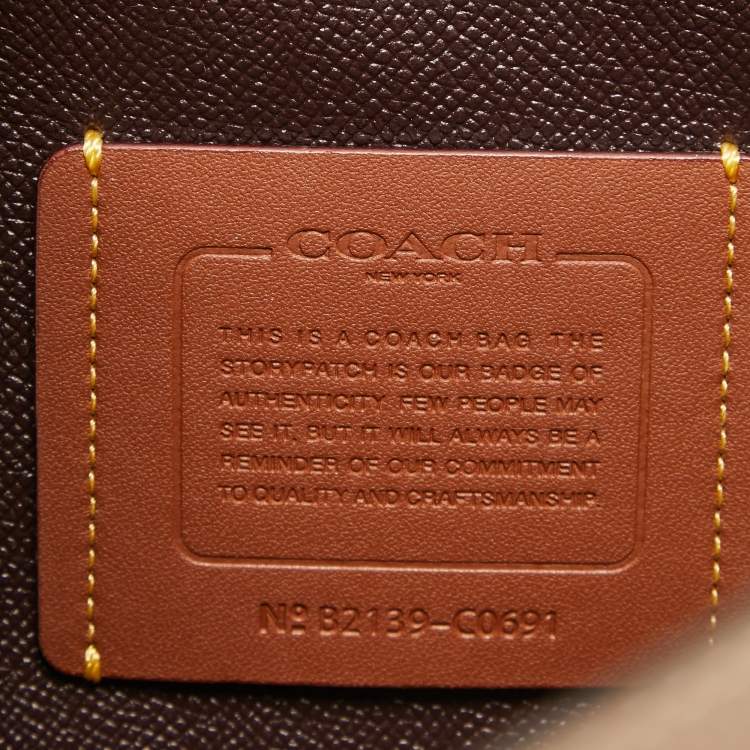 COACH
NEW YORK
THIS IS A COACH BAG. THE
STORYPATCH IS OUR BADGE OF
AUTHENTICITY. FEW PEOPLE MAY
SEE IT, BUT IT WILL ALWAYS BE A
REMINDER OF OUR COMMITMENT
TO QUALITY AND CRAFTSMANSHIP.
Nº B2139-C0691